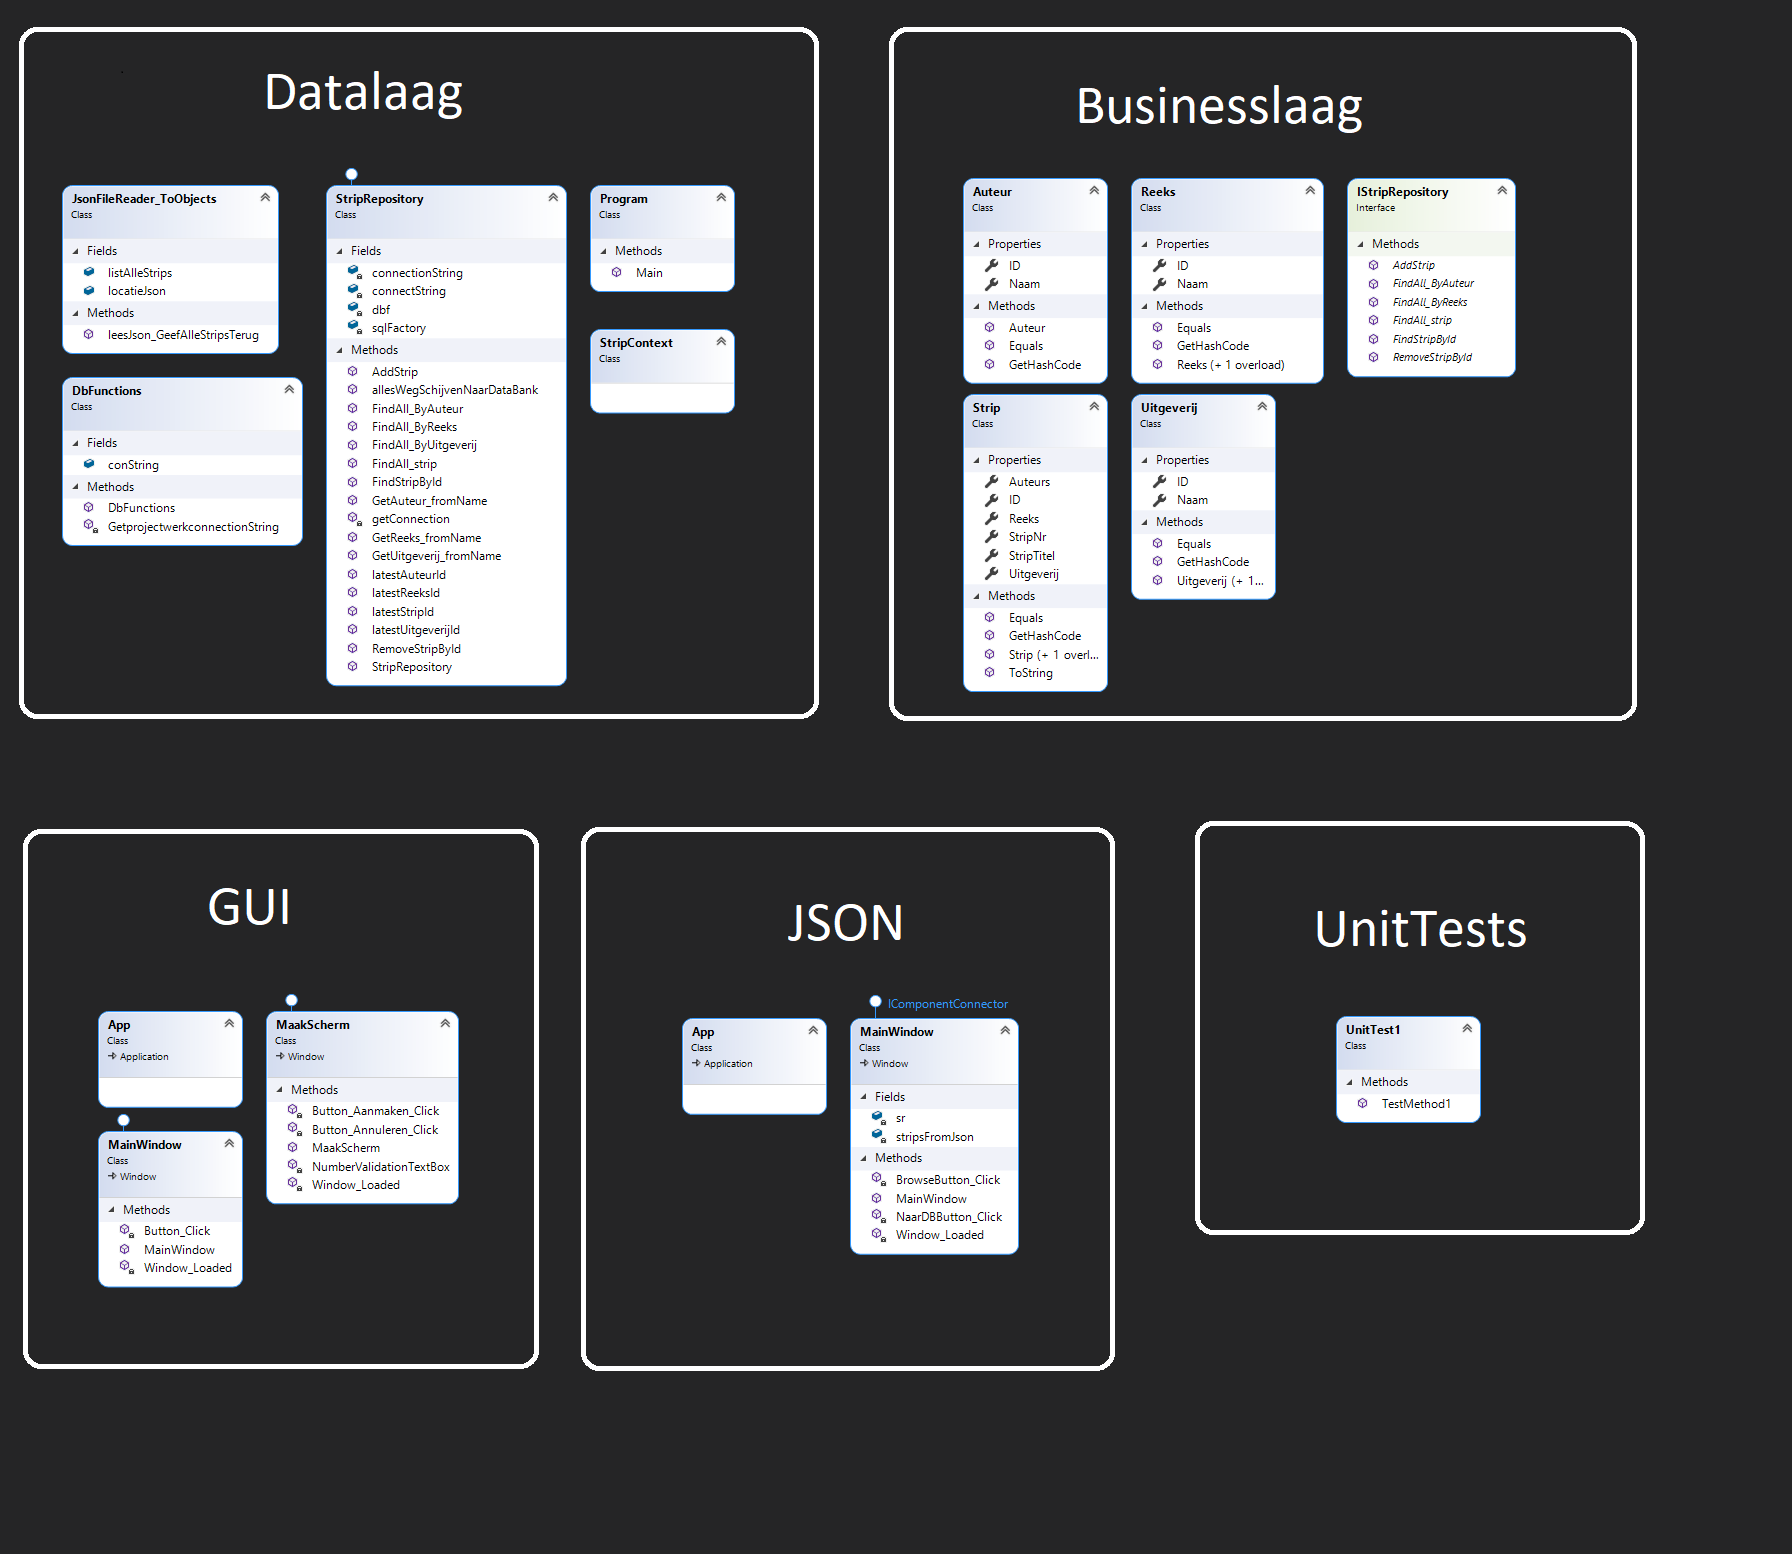 Datalaag
JsonFileReader_ToObjects
Class
Fields
listAlleStrips
locatieJson
Methods
leesJson_GeefAlleStripsTerug
DbFunctions
Class
Fields
conString
Methods
DbFunctions
GetprojectwerkconnectionString
StripRepository
Class
Fields
connectionString
connectString
dbf
sqlFactory
Methods
AddStrip
allesWegSchijvenNaarDataBank
FindAll_ByAuteur
FindAll_ByReeks
FindAll_ByUitgeverij
FindAll_strip
FindStripById
GetAuteur_fromName
getConnection
GetReeks_fromName
GetUitgeverij_fromName
latestAuteurId
latestReeksId
latestStripId
latestUitgeverijId
RemoveStripById
StripRepository
Program
Class
Methods
Main
StripContext
Class
Businesslaag
Auteur
Class
Properties
ID
Naam
Methods
Auteur
Equals
GetHashCode
Reeks
Class
Properties
ID
Naam
Methods
Equals
GetHashCode
Reeks (+ 1 overload)
IStripRepository
Interface
Methods
AddStrip
FindAll_ByAuteur
FindAll_ByReeks
FindAll_strip
FindStripById
RemoveStripById
Strip
Class
Properties
Auteurs
ID
Reeks
StripNr
StripTitel
Uitgeverij
Methods
Equals
GetHashCode
Strip (+ 1 overl...
ToString
Uitgeverij
Class
Properties
ID
Naam
Methods
Equals
GetHashCode
Uitgeverij (+ 1...
GUI
App
Class
Application
MainWindow
Class
Window
Methods
Button_Click
MainWindow
Window_Loaded
MaakScherm
Class
Window
Methods
Button_Aanmaken_Click
Button_Annuleren_Click
MaakScherm
NumberValidationTextBox
Window_Loaded
JSON
App
Class
Application
IComponentConnector
MainWindow
Class
Window
Fields
sr
stripsFromJson
Methods
BrowseButton_Click
MainWindow
NaarDBButton_Click
Window_Loaded
UnitTests
UnitTest1
Class
Methods
TestMethod1